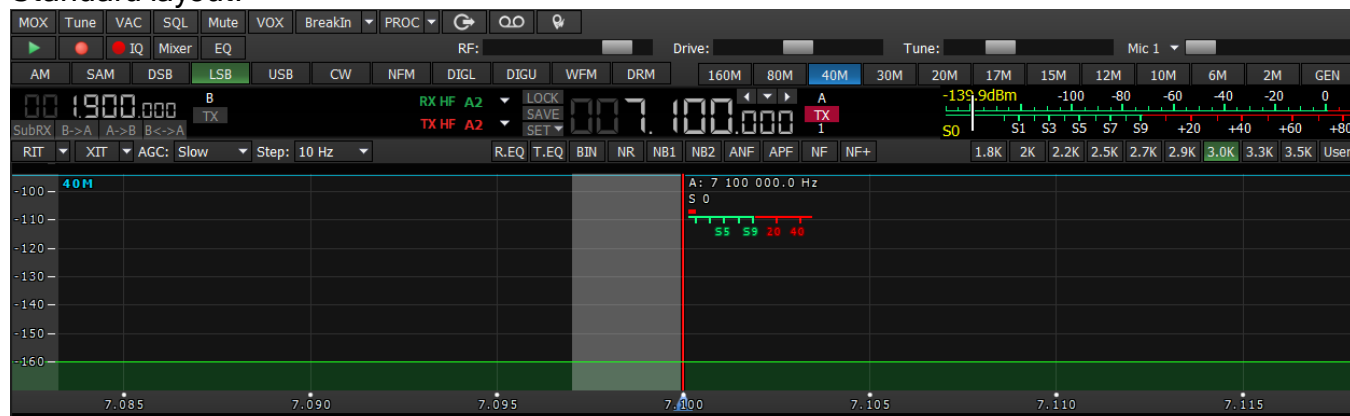 Standard layout:
MOX Tune VAC SQL Mute VOX BreakIn PROC
IQ Mixer EQ RF: Drive: Tune: Mic 1
AM SAM DSB LSB USB CW NFM DIGL DIGU WFM DRM 160M 80M 40M 30M 20M 17M 15M 12M 10M 6M 2M GEN
1.900.000 B TX RX HF A2 LOCK 7.100.000 A -139.9dBm -100 -80 -60 -40 -20 0
SubRX B->A A->B B<->A TX HF A2 SAVE SET TX 1 S0 S1 S3 S5 S7 S9 +20 +40 +60 +80
RIT XIT AGC: Slow Step: 10 Hz R.EQ T.EQ BIN NR NB1 NB2 ANF APF NF NF+ 1.8K 2K 2.2K 2.5K 2.7K 2.9K 3.0K 3.3K 3.5K User
40M A: 7 100 000.0 Hz
-100
S 0
-110
S5 S9 20 40
-120
-130
-140
-150
-160
7.085 7.090 7.095 7.100 7.105 7.110 7.115